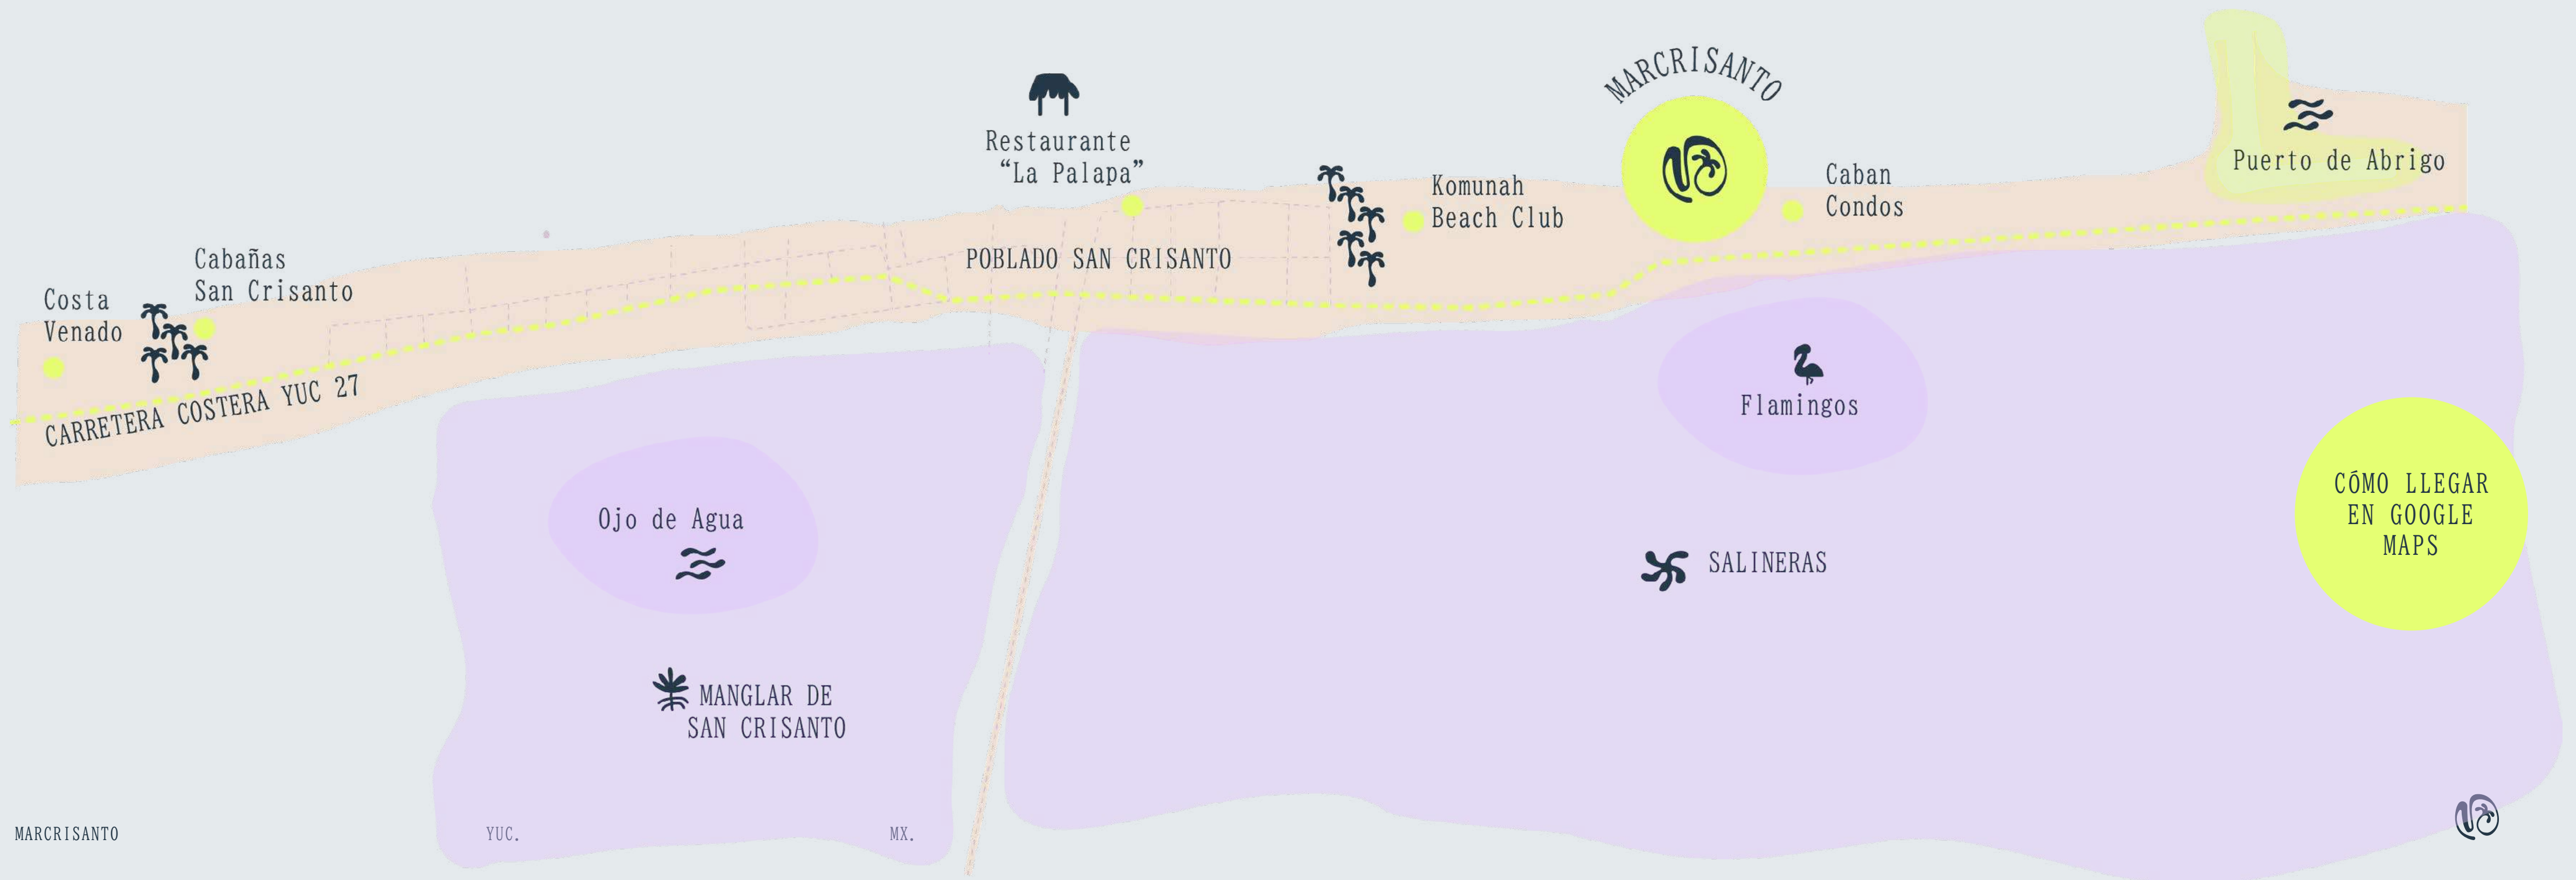 MARCRISANTO
Restaurante
“La Palapa”
Puerto de Abrigo
Komunah
Beach Club
Caban
Condos
Cabañas
San Crisanto
POBLADO SAN CRISANTO
Costa
Venado
CARRETERA COSTERA YUC 27
Flamingos
Ojo de Agua
CÓMO LLEGAR
EN GOOGLE
MAPS
SALINERAS
MANGLAR DE
SAN CRISANTO
MARCRISANTO
YUC.
MX.